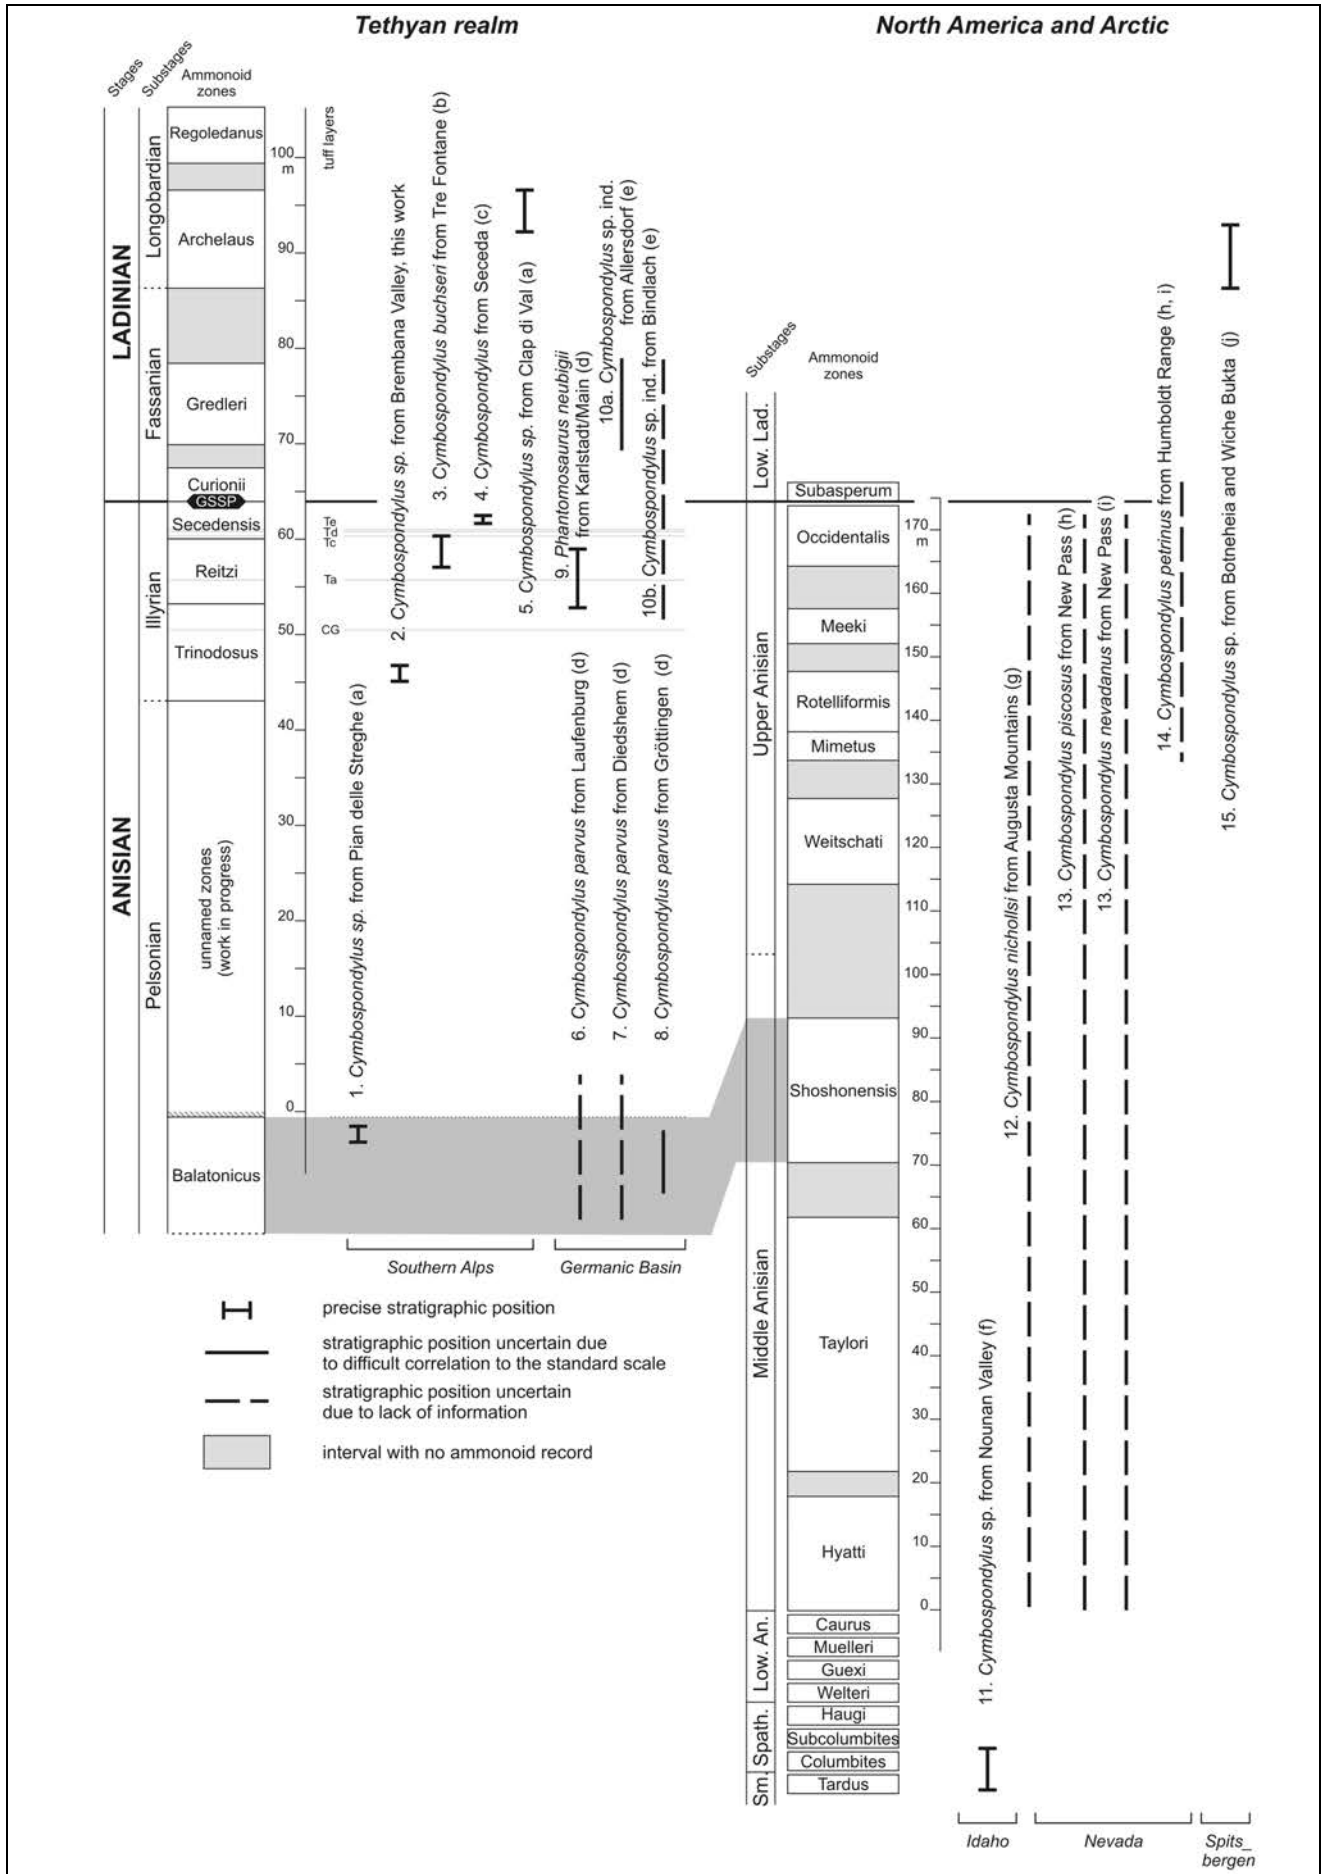 Tethyan realm
North America and Arctic
Stages
Substages
Ammonoid
zones
LADINIAN
ANISIAN
Longobardian
Fassanian
Illyrian
Pelsonian
Regoledanus
Archelaus
Gredleri
Curionii
GSSP
Secedensis
Reitzi
Trinodosus
unnamed zones
(work in progress)
Balatonicus
100
m
90
80
70
60
50
40
30
20
10
0
tuff layers
Te
Td
Tc
Ta
CG
1. Cymbospondylus sp. from Pian delle Streghe (a)
2. Cymbospondylus sp. from Brembana Valley, this work
3. Cymbospondylus buchseri from Tre Fontane (b)
4. Cymbospondylus from Seceda (c)
5. Cymbospondylus sp. from Clap di Val (a)
6. Cymbospondylus parvus from Laufenburg (d)
7. Cymbospondylus parvus from Diedshem (d)
8. Cymbospondylus parvus from Gröttingen (d)
9. Phantomosaurus neubigii
from Karlstadt/Main (d)
10a. Cymbospondylus sp. ind.
from Allersdorf (e)
10b. Cymbospondylus sp. ind. from Bindlach (e)
Southern Alps
Germanic Basin
precise stratigraphic position
stratigraphic position uncertain due
to difficult correlation to the standard scale
stratigraphic position uncertain
due to lack of information
interval with no ammonoid record
Substages
Ammonoid
zones
Low. Lad.
Upper Anisian
Middle Anisian
Low. An.
Spath.
Sm.
Subasperum
Occidentalis
Meeki
Rotelliformis
Mimetus
Weitschati
Shoshonensis
Taylori
Hyatti
Caurus
Muelleri
Guexi
Welteri
Haugi
Subcolumbites
Columbites
Tardus
170
m
160
150
140
130
120
110
100
90
80
70
60
50
40
30
20
10
0
11. Cymbospondylus sp. from Nounan Valley (f)
12. Cymbospondylus nichollsi from Augusta Mountains (g)
13. Cymbospondylus piscosus from New Pass (h)
13. Cymbospondylus nevadanus from New Pass (i)
14. Cymbospondylus petrinus from Humboldt Range (h, i)
15. Cymbospondylus sp. from Botneheia and Wiche Bukta (j)
Idaho
Nevada
Spits_
bergen